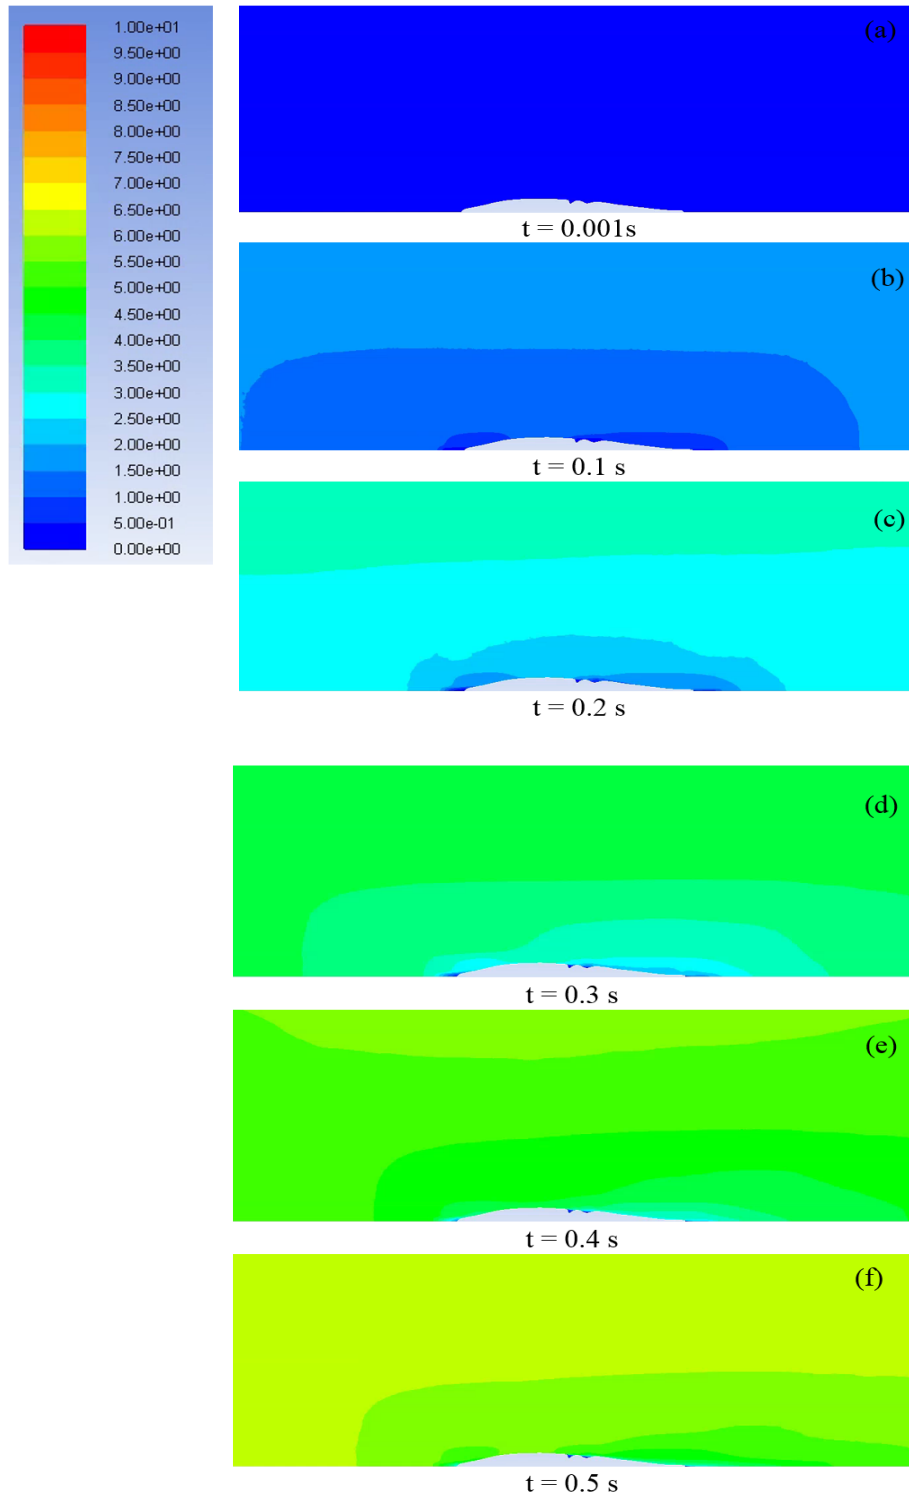 1.00e+01
9.50e+00
9.00e+00
8.50e+00
8.00e+00
7.50e+00
7.00e+00
6.50e+00
6.00e+00
5.50e+00
5.00e+00
4.50e+00
4.00e+00
3.50e+00
3.00e+00
2.50e+00
2.00e+00
1.50e+00
1.00e+00
5.00e-01
0.00e+00
(a)
t = 0.001s
(b)
t = 0.1 s
(c)
t = 0.2 s
(d)
t = 0.3 s
(e)
t = 0.4 s
(f)
t = 0.5 s